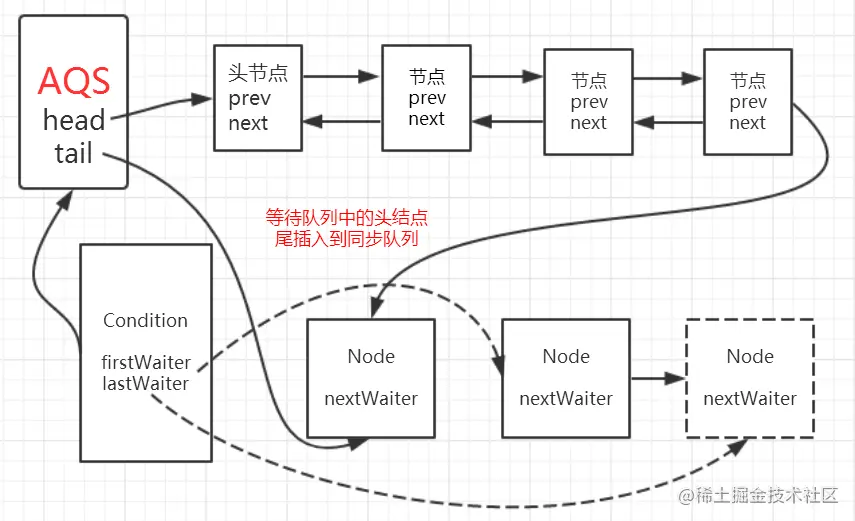 AQS
head
tail
头节点
prev
next
节点
prev
next
节点
prev
next
节点
prev
next
等待队列中的头结点
尾插入到同步队列
Condition
firstWaiter
lastWaiter
Node
nextWaiter
Node
nextWaiter
Node
nextWaiter
@稀土掘金技术社区